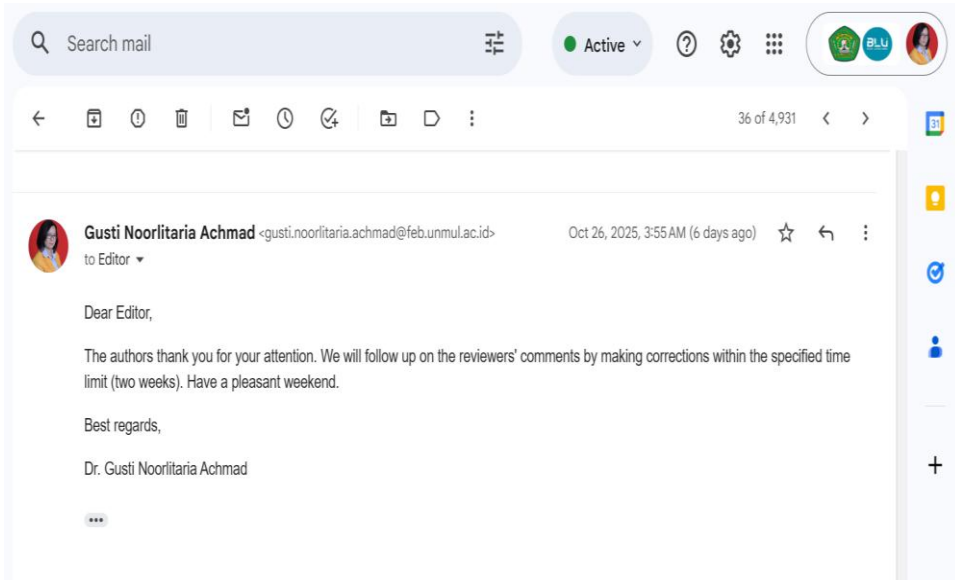 Search mail
Active
BLU
36 of 4,931
31
Gusti Noorlitaria Achmad <gusti.noorlitaria.achmad@feb.unmul.ac.id>
Oct 26, 2025, 3:55 AM (6 days ago)
to Editor
Dear Editor,
The authors thank you for your attention. We will follow up on the reviewers' comments by making corrections within the specified time
limit (two weeks). Have a pleasant weekend.
Best regards,
Dr. Gusti Noorlitaria Achmad